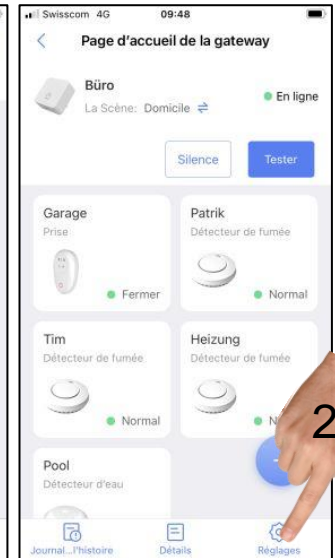 Swisscom 4G 09:48
Page d'accueil de la gateway
Büro
La Scène: Domicile
En ligne
Silence Tester
Garage Patrik
Prise Détecteur de fumée
Fermer Normal
Tim Heizung
Détecteur de fumée Détecteur de fumée
Normal
2
Pool
Détecteur d'eau
Journal...l'histoire Détails Réglages